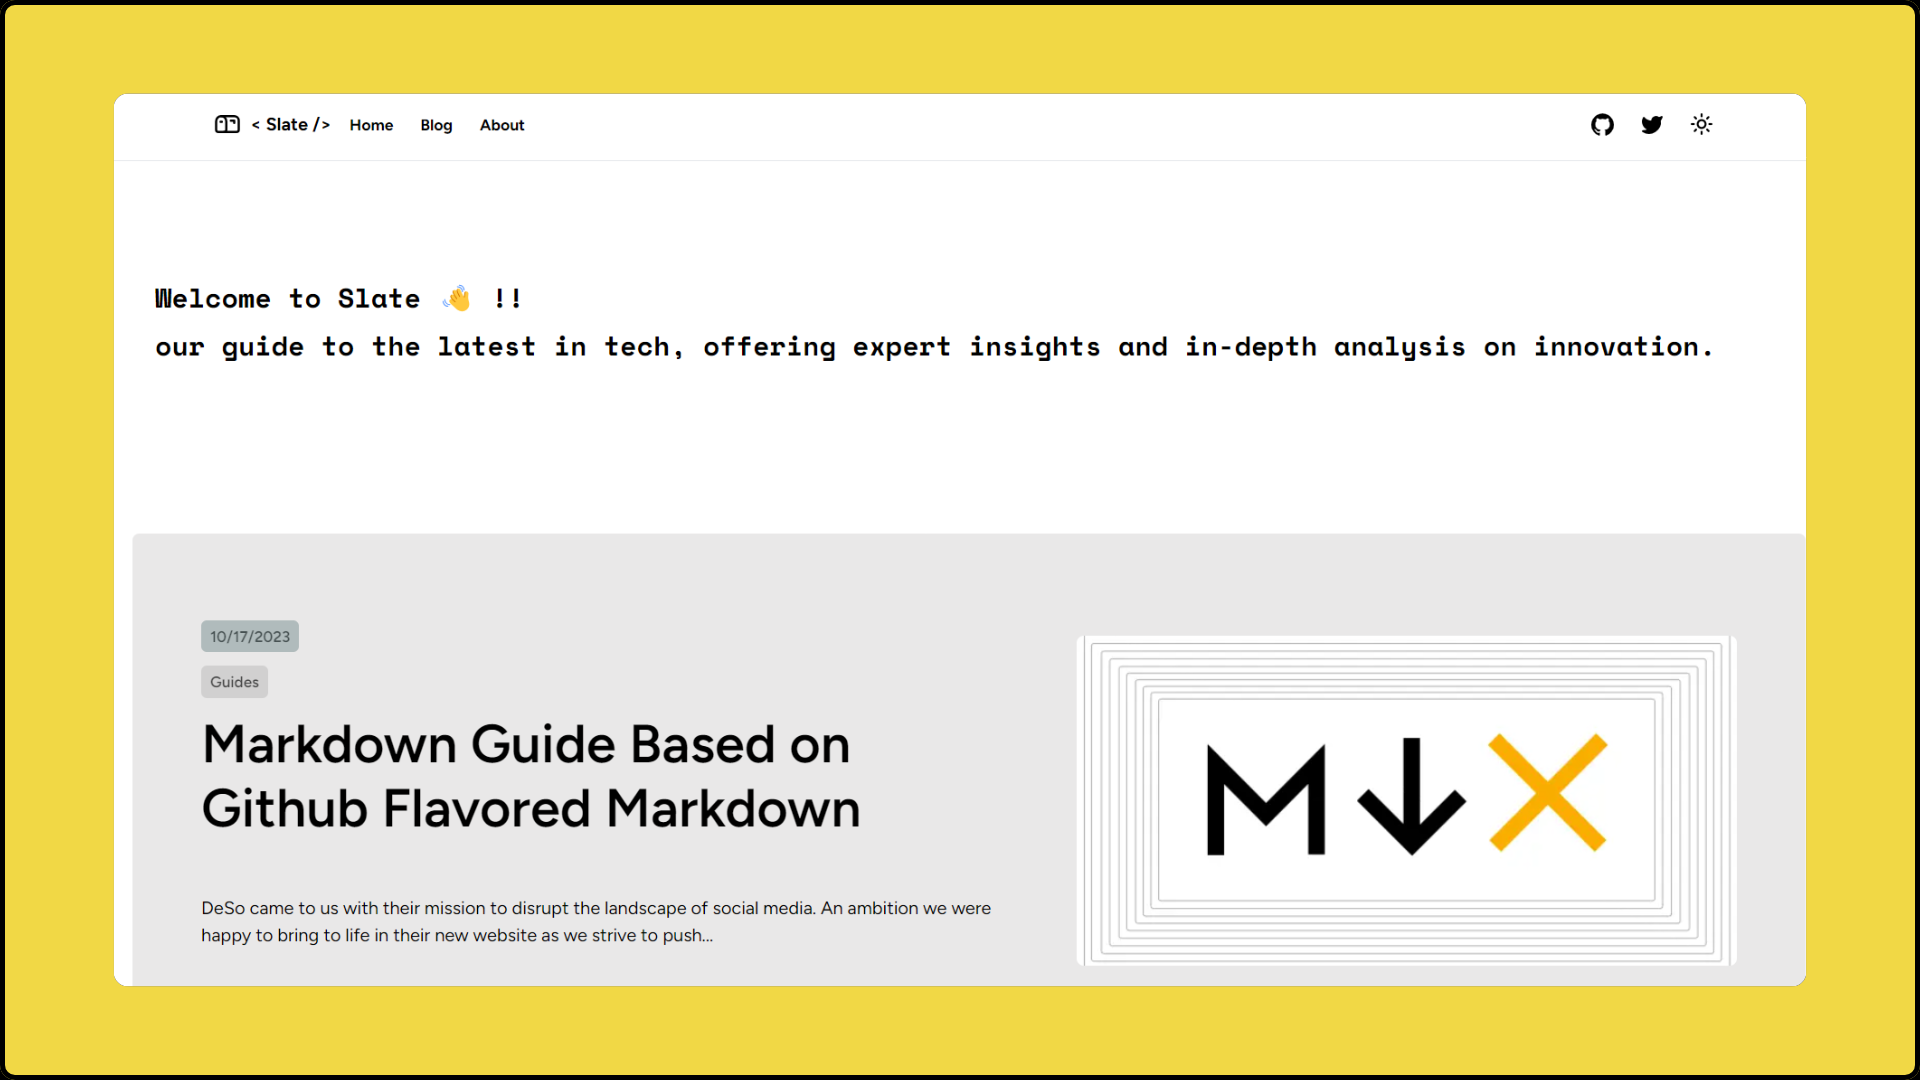 < Slate /> Home Blog About
Welcome to Slate 👋 !!
our guide to the latest in tech, offering expert insights and in-depth analysis on innovation.
10/17/2023
Guides
Markdown Guide Based on
Github Flavored Markdown
DeSo came to us with their mission to disrupt the landscape of social media. An ambition we were
happy to bring to life in their new website as we strive to push...
M↓X